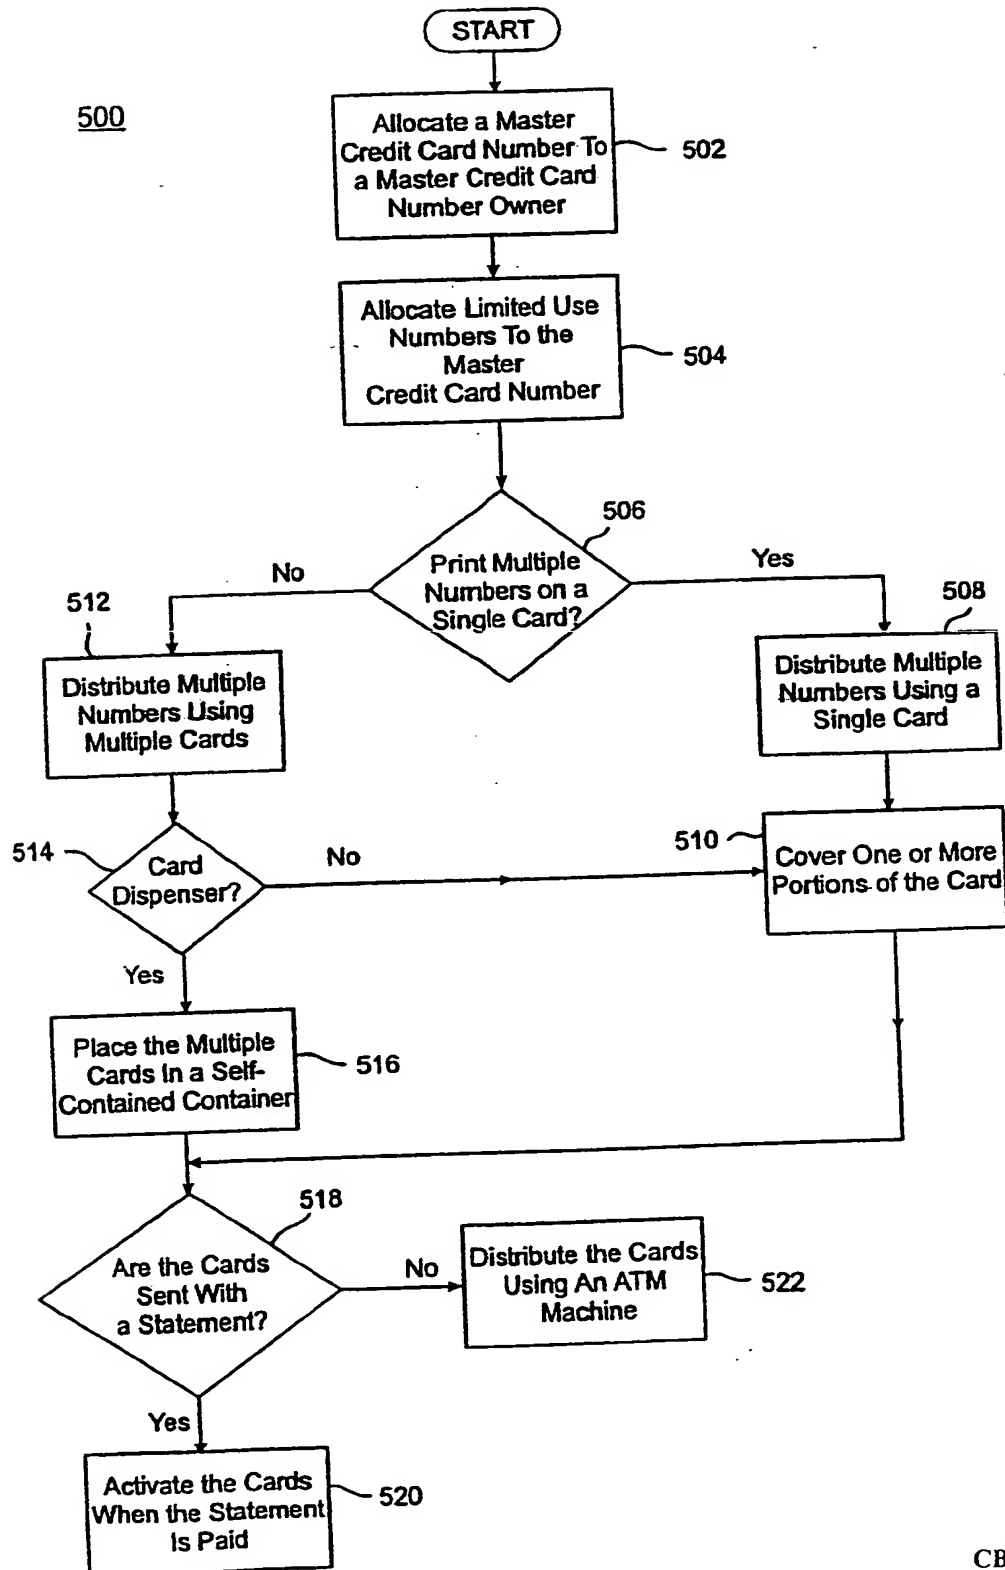 START
500
Allocate a Master
Credit Card Number To
a Master Credit Card
Number Owner
502
Allocate Limited Use
Numbers To the
Master
Credit Card Number
504
506
Print Multiple
Numbers on a
Single Card?
No
Yes
512
508
Distribute Multiple
Numbers Using
Multiple Cards
Distribute Multiple
Numbers Using a
Single Card
514
Card
Dispenser?
No
510
Cover One or More
Portions of the Card
Yes
Place the Multiple
Cards In a Self-
Contained Container
516
518
Are the Cards
Sent With
a Statement?
No
Distribute the Cards
Using An ATM
Machine
522
Yes
Activate the Cards
When the Statement
Is Paid
520
CB